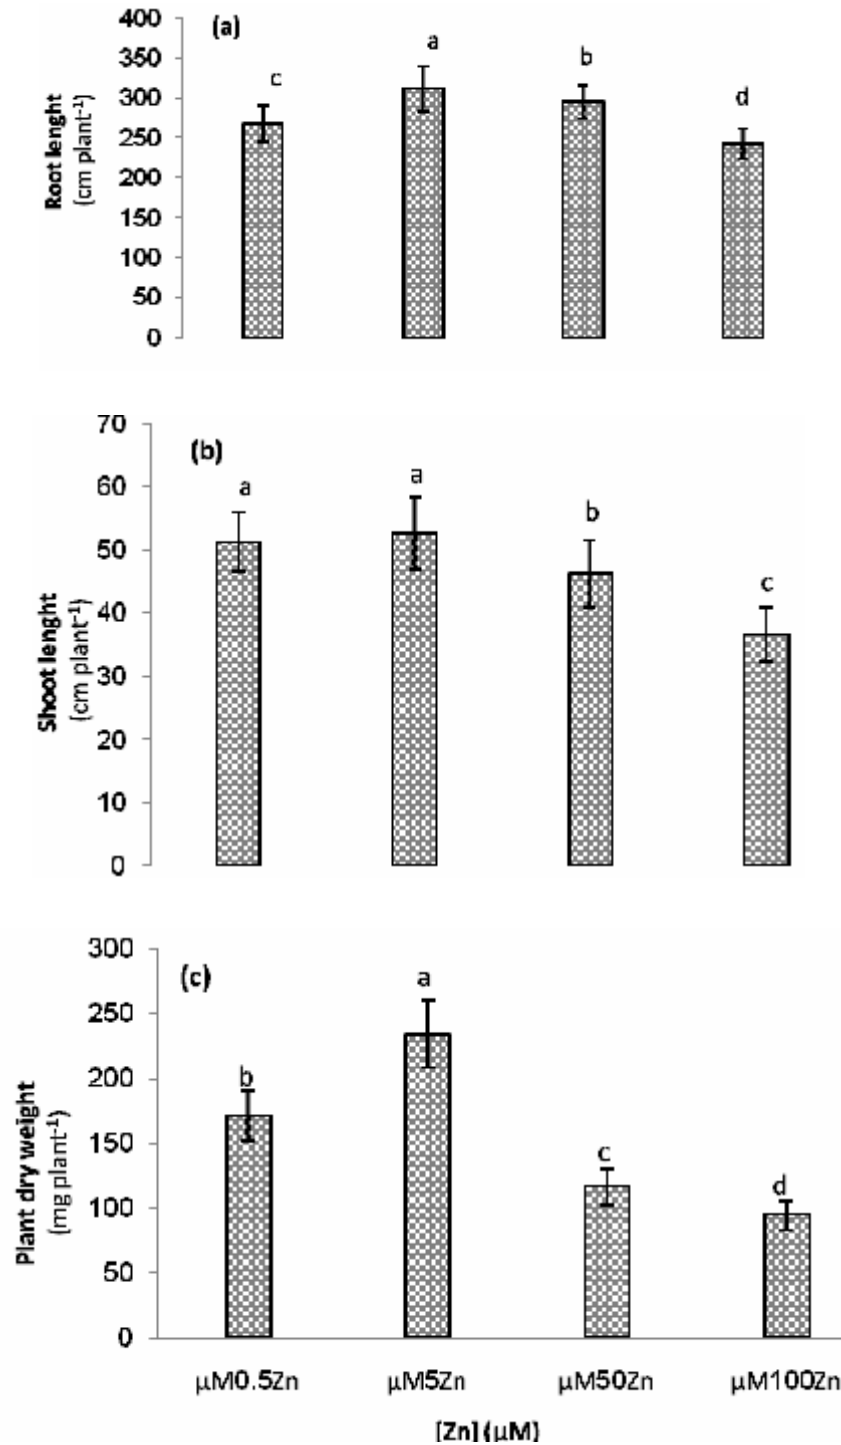 (a)
400
350
300
250
200
150
100
50
0
Root lenght
(cm plant⁻¹)
c
a
b
d
(b)
70
60
50
40
30
20
10
0
Shoot lenght
(cm plant⁻¹)
a
a
b
c
(c)
300
250
200
150
100
50
0
Plant dry weight
(mg plant⁻¹)
b
a
c
d
μM0.5Zn μM5Zn μM50Zn μM100Zn
[Zn] (μM)